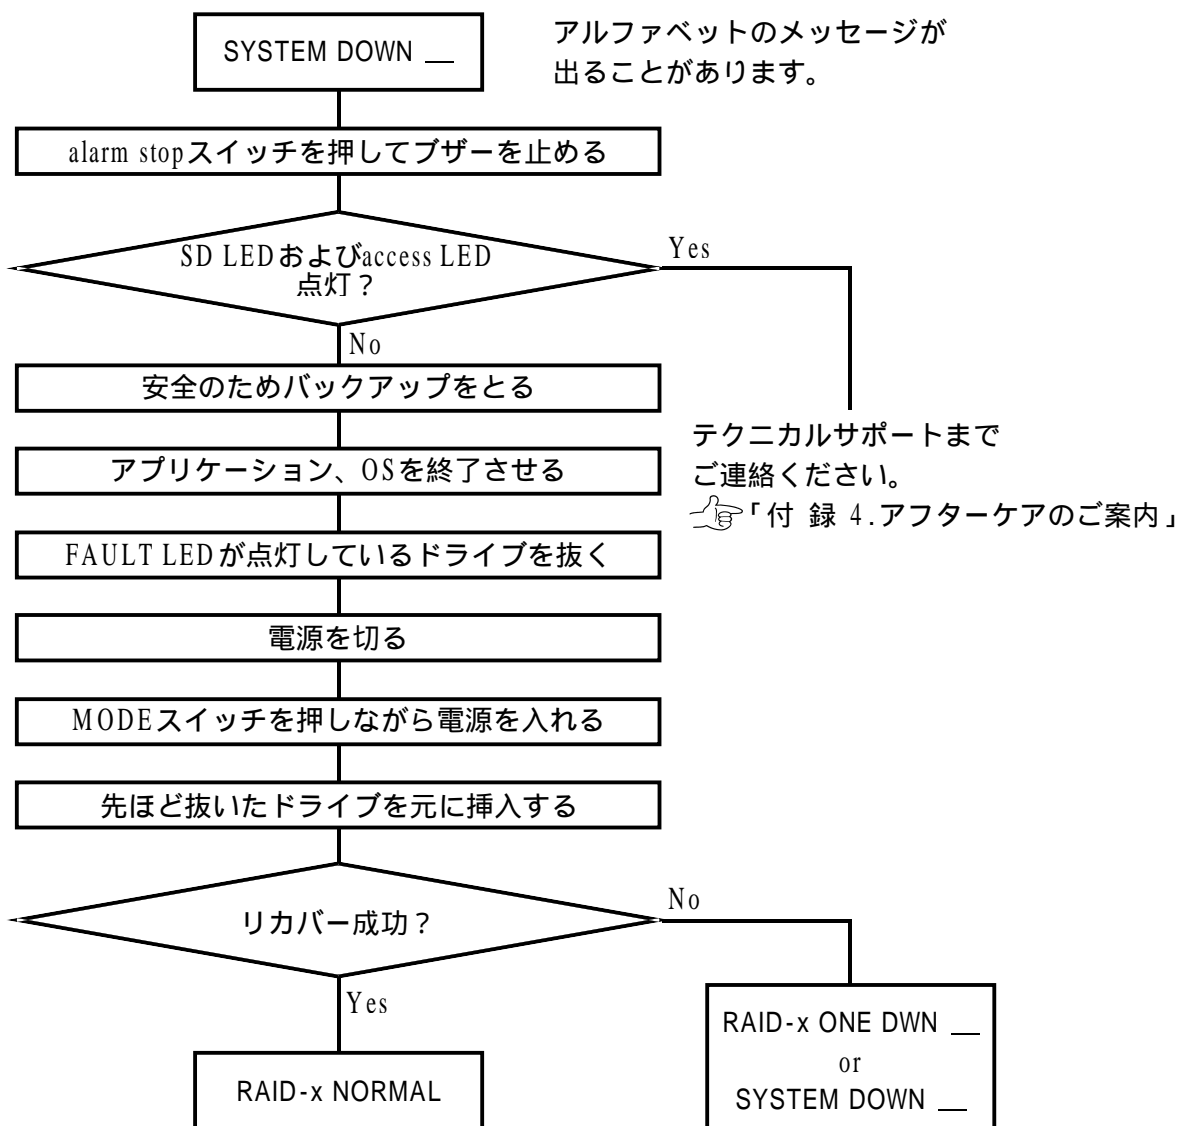 SYSTEM DOWN __
アルファベットのメッセージが
出ることがあります。
alarm stopスイッチを押してブザーを止める
SD LEDおよびaccess LED
点灯？
Yes
No
安全のためバックアップをとる
アプリケーション、OSを終了させる
テクニカルサポートまで
ご連絡ください。
「付 録 4.アフターケアのご案内」
FAULT LEDが点灯しているドライブを抜く
電源を切る
MODEスイッチを押しながら電源を入れる
先ほど抜いたドライブを元に挿入する
リカバー成功？
No
Yes
RAID-x NORMAL
RAID-x ONE DWN __
or
SYSTEM DOWN __